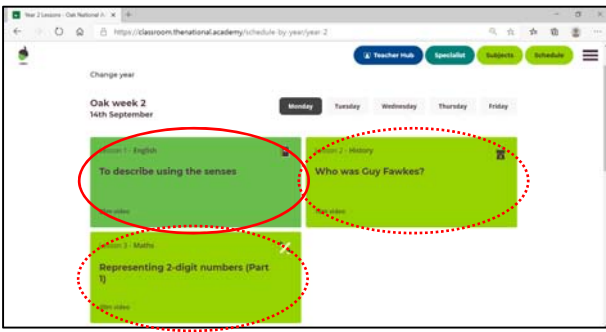 Year 2 Lessons - Oak National A
https://classroom.thenational.academy/schedule-by-year/year-2
Teacher Hub Specialist Subjects Schedule
Change year
Oak week 2
14th September
Monday Tuesday Wednesday Thursday Friday
Lesson 1 - English
To describe using the senses
video
Lesson 2 - History
Who was Guy Fawkes?
video
Lesson 3 - Maths
Representing 2-digit numbers (Part
1)
video